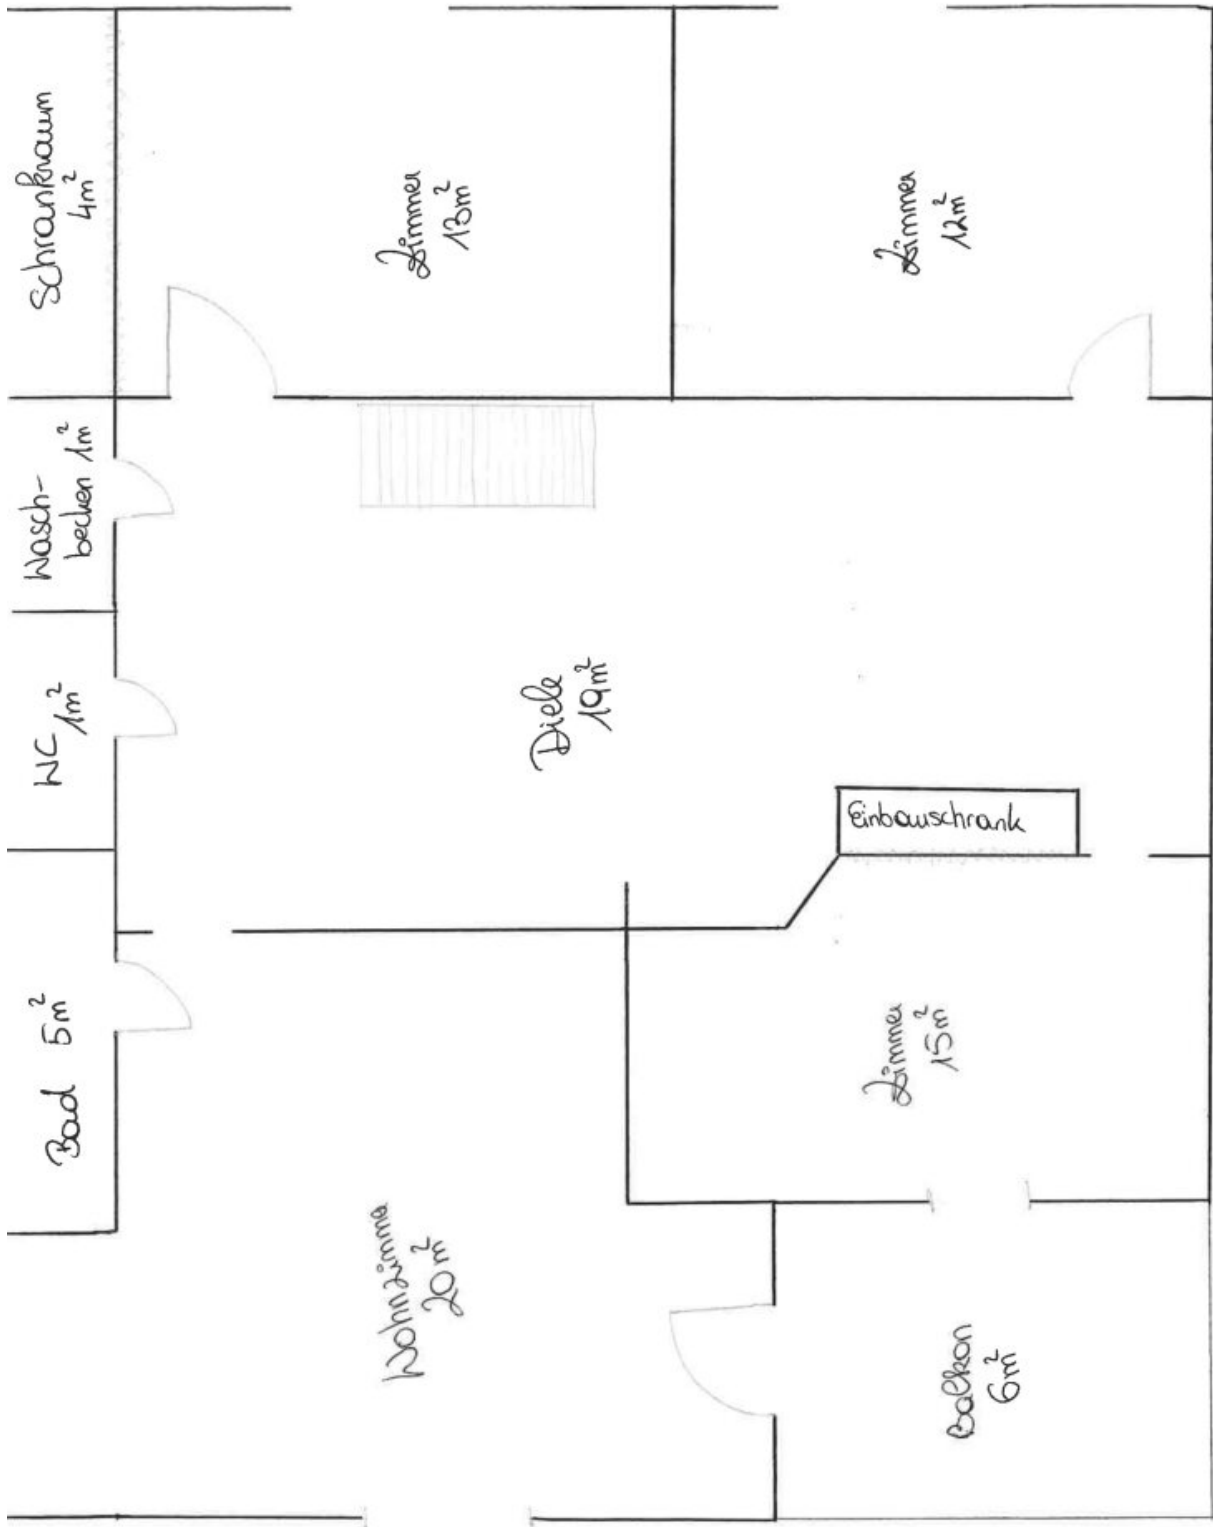 Schrankraum
4m²
Zimmer
13m²
Zimmer
12m²
Wasch-
becken 1m²
WC
1m²
Diele
19m²
Einbauschrank
Bad 5m²
Zimmer
15m²
Wohnzimmer
20m²
Balkon
6m²